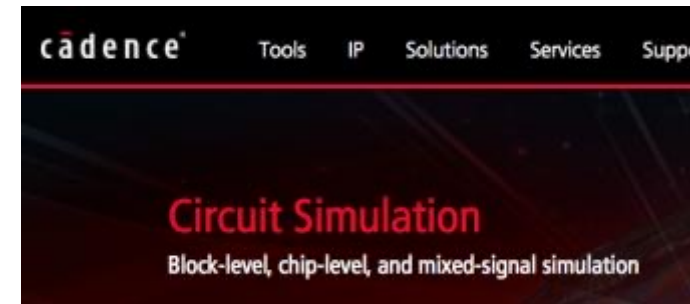 cādence®
Tools IP Solutions Services
Circuit Simulation
Block-level, chip-level, and mixed-signal simulation